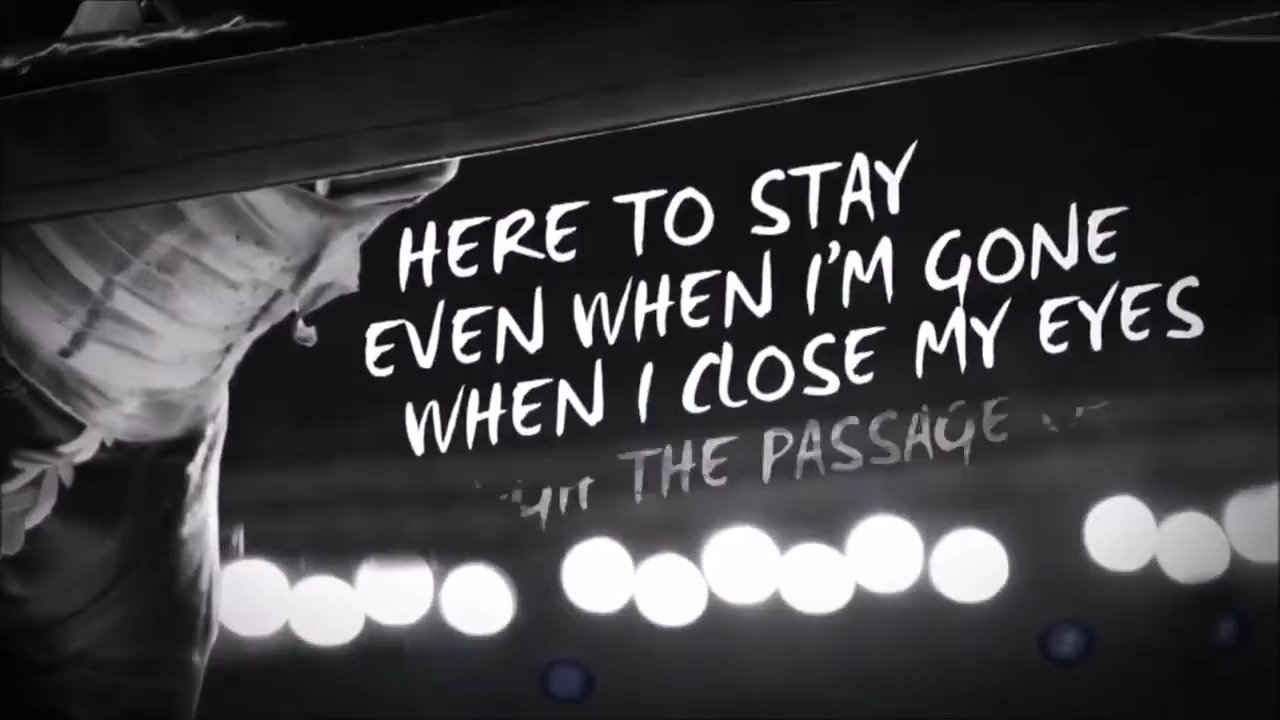 HERE TO STAY
EVEN WHEN I'M GONE
WHEN I CLOSE MY EYES
THE PASSAGE